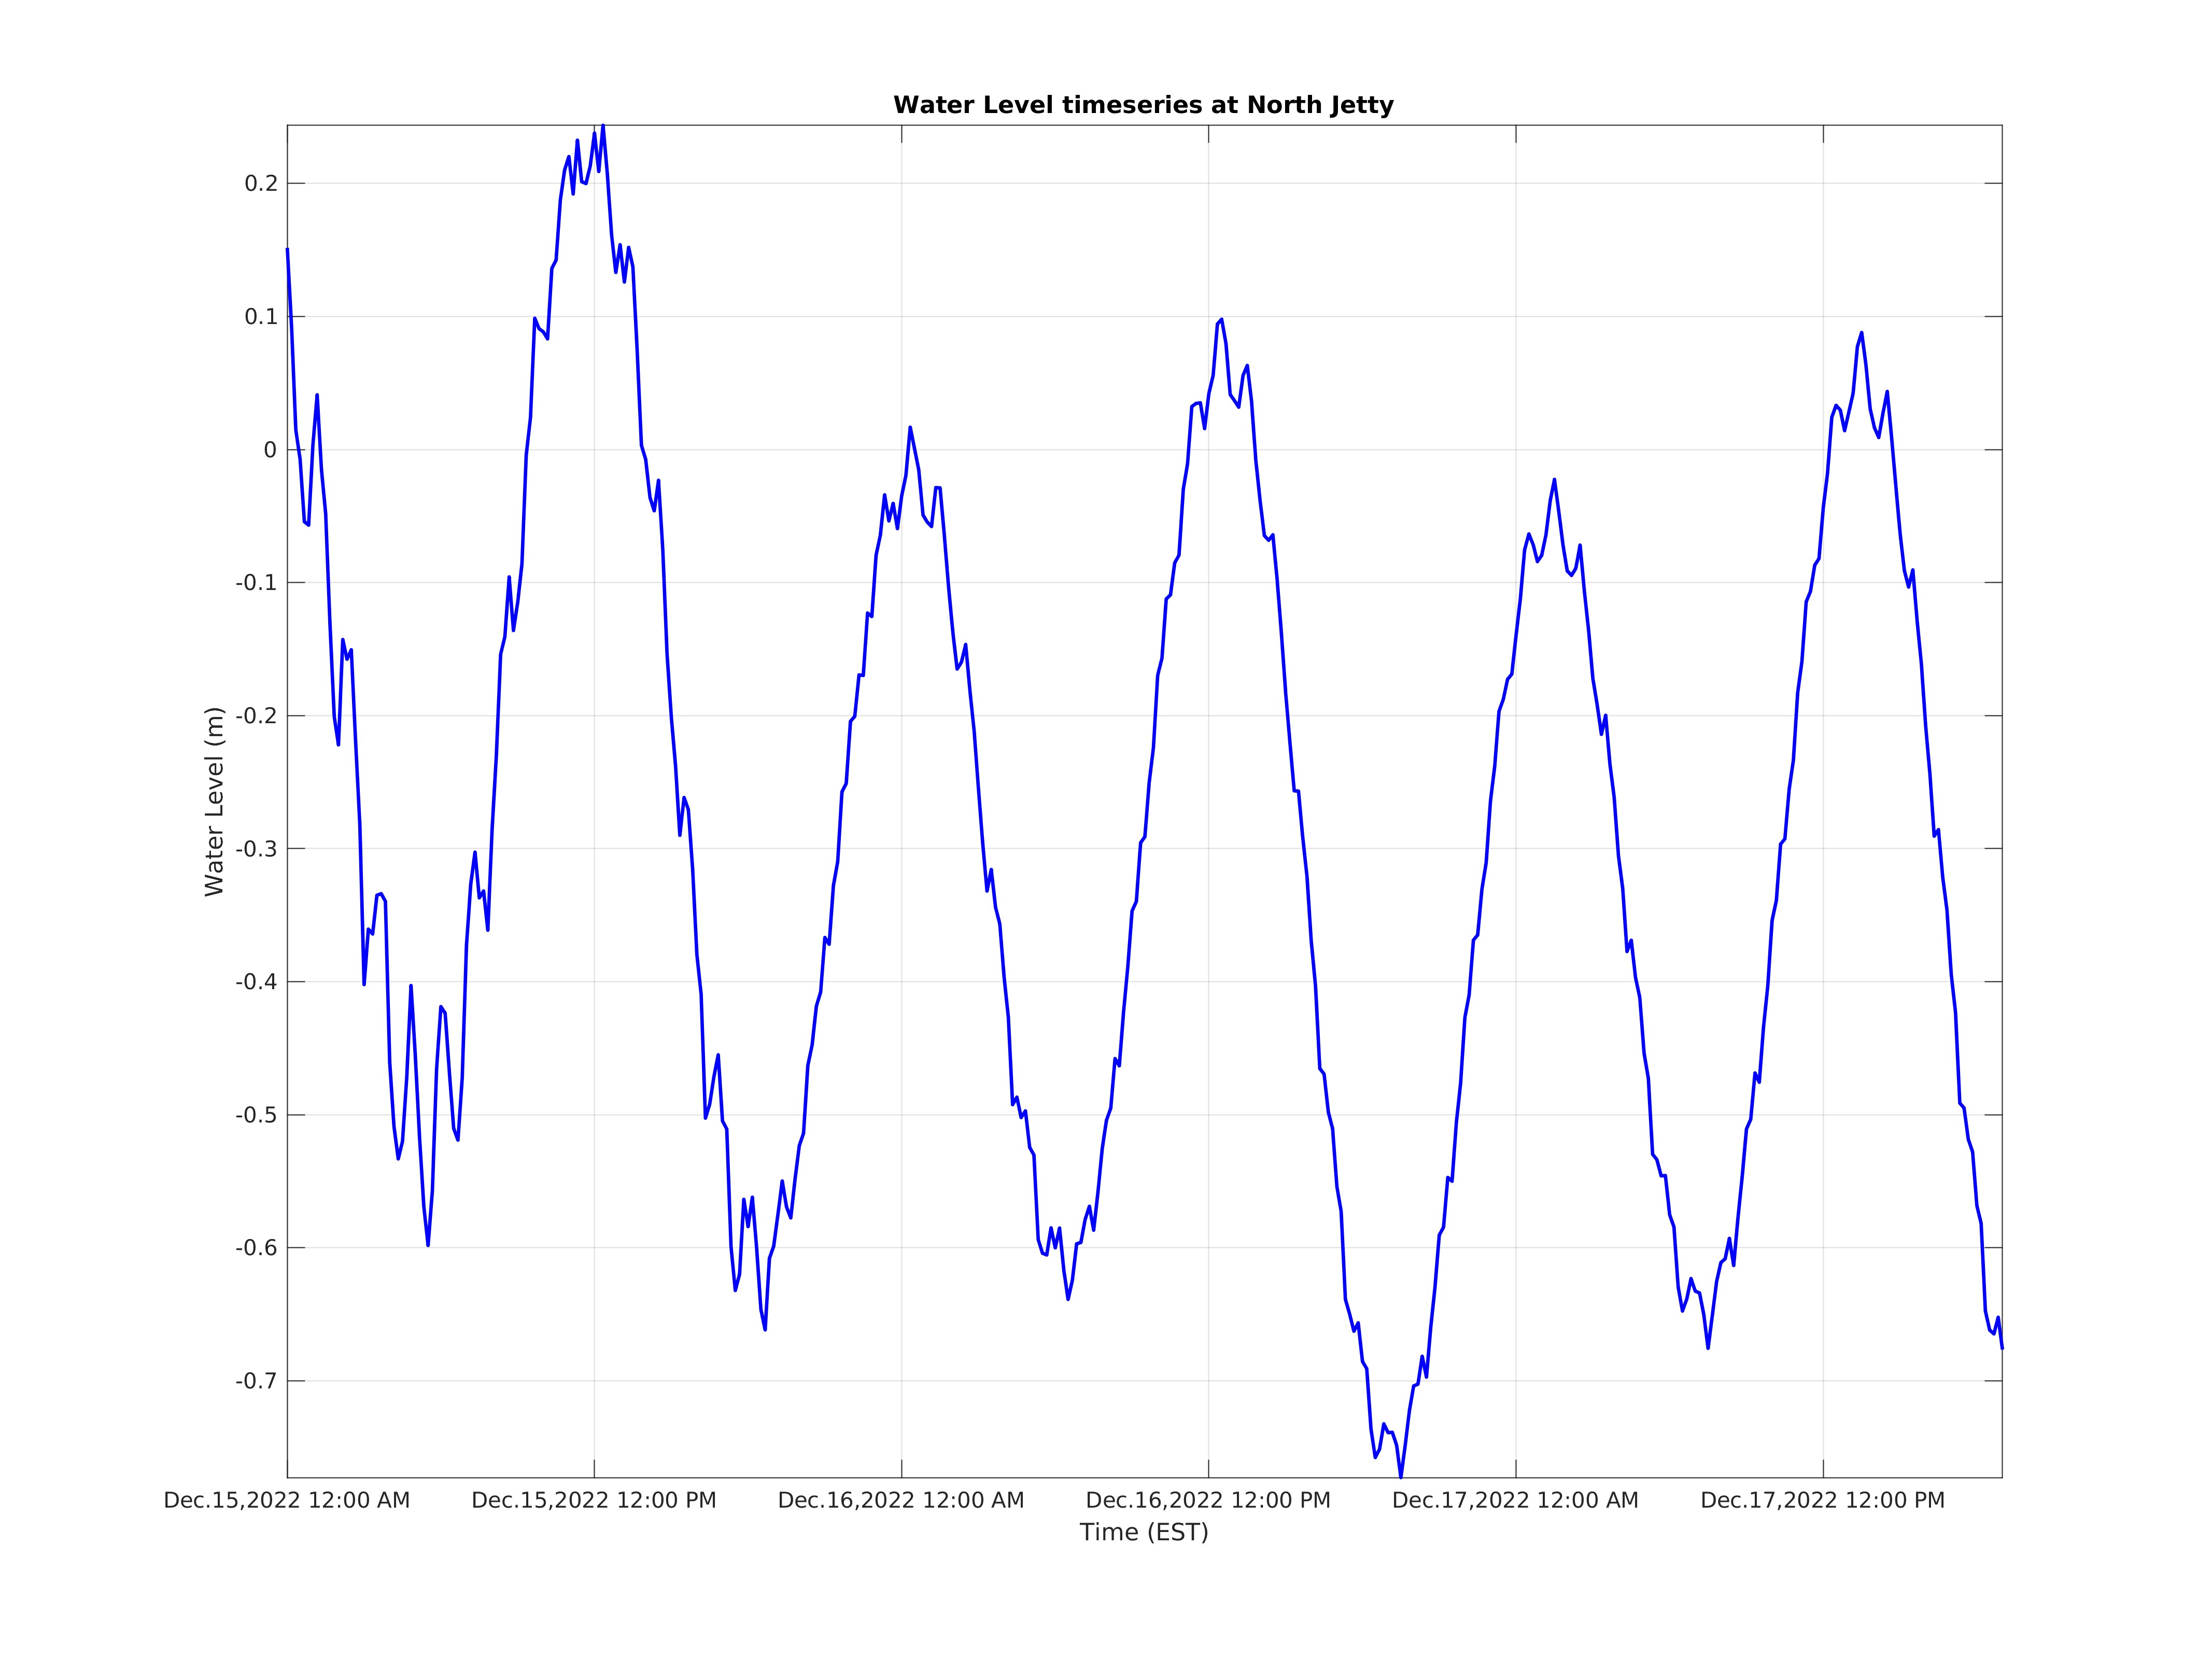 Water Level timeseries at North Jetty
0.2
0.1
0
-0.1
-0.2
-0.3
-0.4
-0.5
-0.6
-0.7
Water Level (m)
Dec.15,2022 12:00 AM Dec.15,2022 12:00 PM Dec.16,2022 12:00 AM Dec.16,2022 12:00 PM Dec.17,2022 12:00 AM Dec.17,2022 12:00 PM
Time (EST)